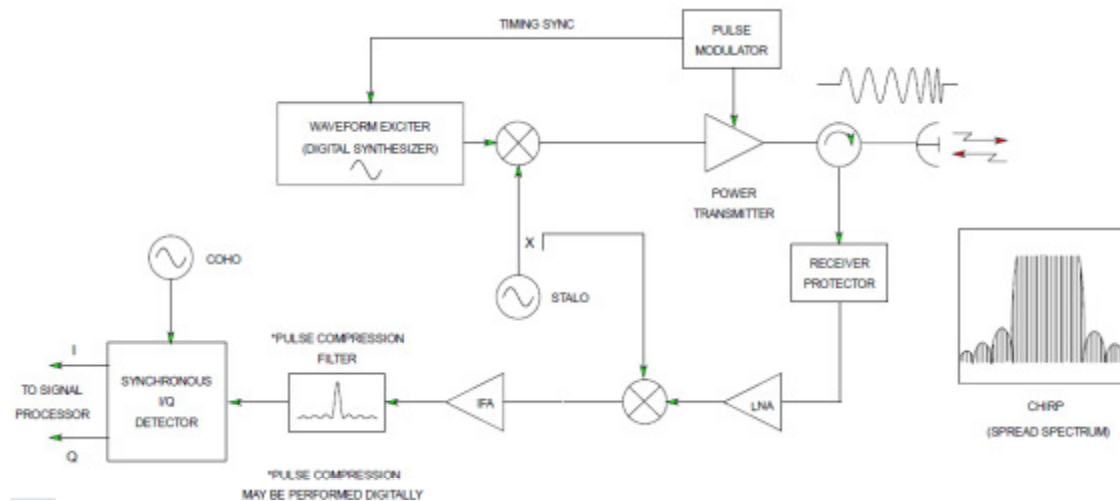 TIMING SYNC
PULSE
MODULATOR
WAVEFORM EXCITER
(DIGITAL SYNTHESIZER)
POWER
TRANSMITTER
X
STALO
RECEIVER
PROTECTOR
COHO
I
TO SIGNAL
PROCESSOR
Q
SYNCHRONOUS
I/Q
DETECTOR
*PULSE COMPRESSION
FILTER
IFA
LNA
*PULSE COMPRESSION
MAY BE PERFORMED DIGITALLY
CHIRP
(SPREAD SPECTRUM)